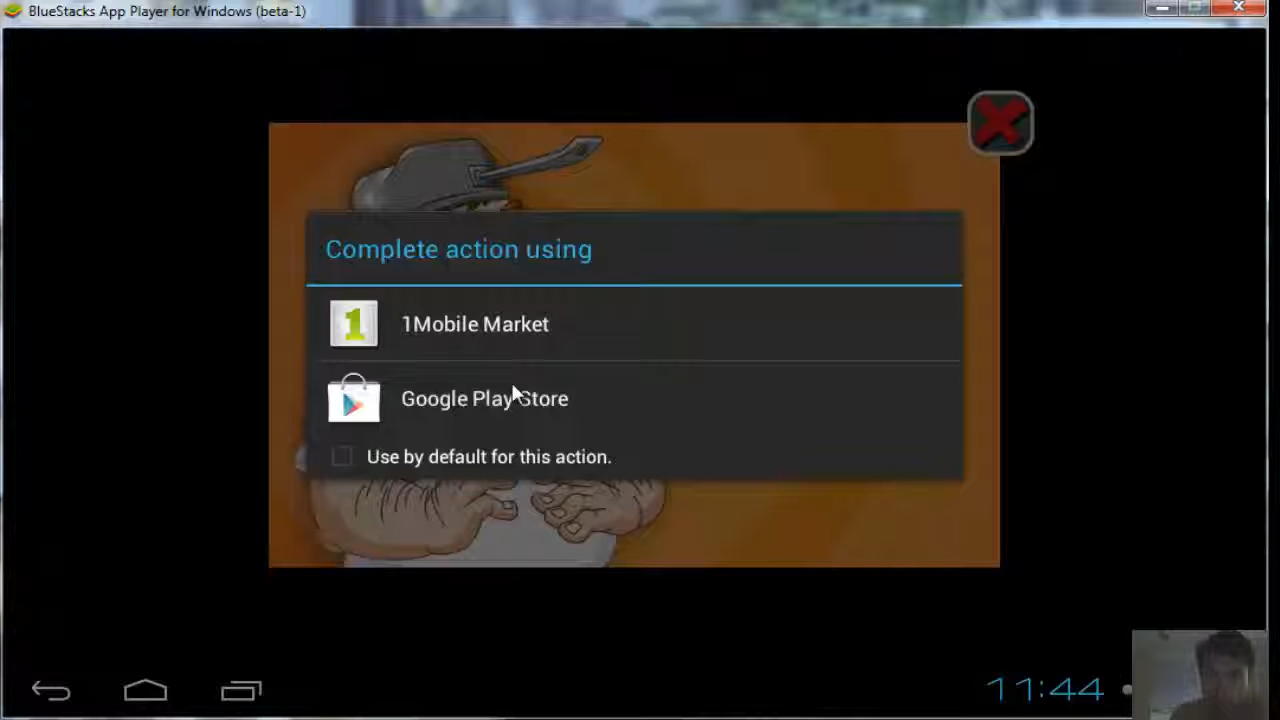 BlueStacks App Player for Windows (beta-1)
Complete action using
1
1Mobile Market
Google Play Store
Use by default for this action.
11:44